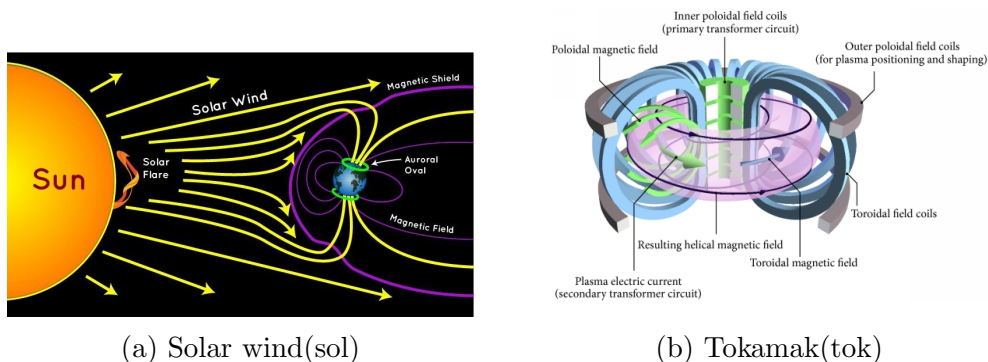 Magnetic Shield
Solar Wind
Sun
Solar
Flare
Auroral
Oval
Magnetic Field
(a) Solar wind(sol)
Inner poloidal field coils
(primary transformer circuit)
Poloidal magnetic field
Outer poloidal field coils
(for plasma positioning and shaping)
Toroidal field coils
Resulting helical magnetic field
Toroidal magnetic field
Plasma electric current
(secondary transformer circuit)
(b) Tokamak(tok)